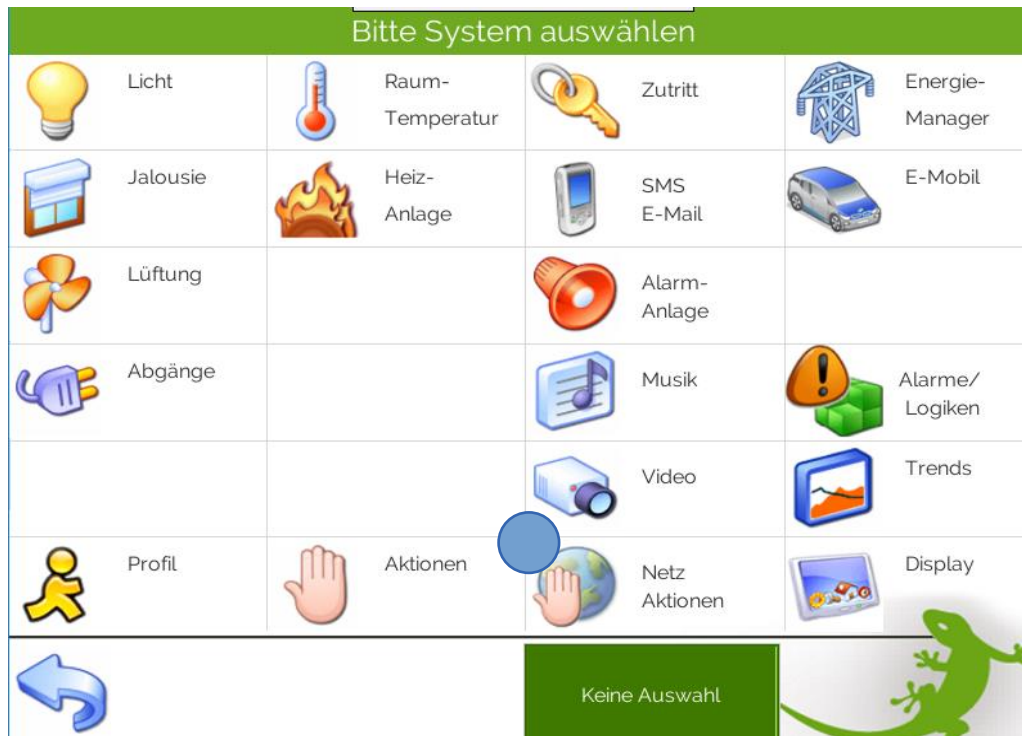 Bitte System auswählen
Licht
Raum-
Temperatur
Zutritt
Energie-
Manager
Jalousie
Heiz-
Anlage
SMS
E-Mail
E-Mobil
Lüftung
Alarm-
Anlage
Abgänge
Musik
Alarme/
Logiken
Video
Trends
Profil
Aktionen
Netz
Aktionen
Display
Keine Auswahl